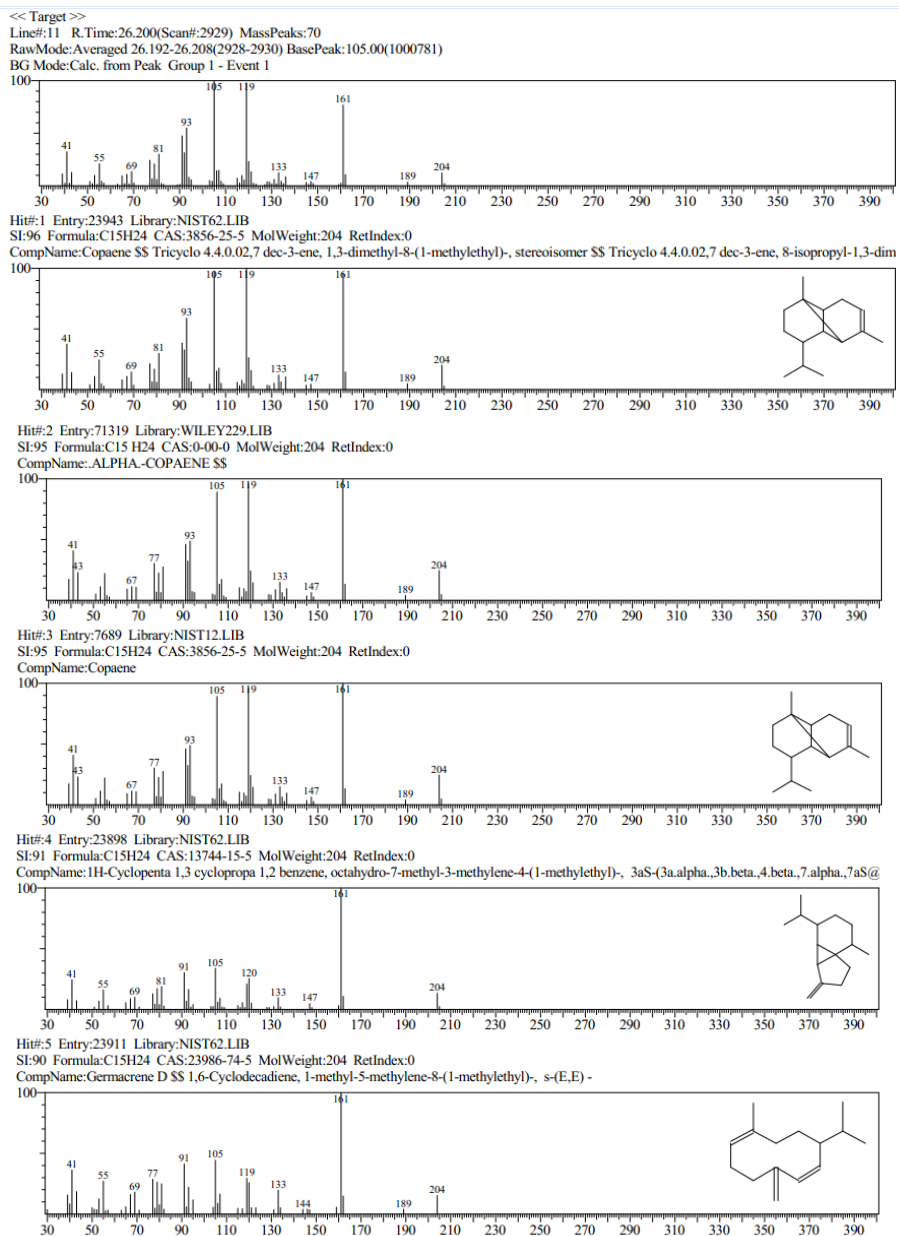 << Target >>
Line#:11 R.Time:26.200(Scan#:2929) MassPeaks:70
RawMode:Averaged 26.192-26.208(2928-2930) BasePeak:105.00(1000781)
BG Mode:Calc. from Peak Group 1 - Event 1
100
41 55 69 81 93 105 119 133 147 161 189 204
30 50 70 90 110 130 150 170 190 210 230 250 270 290 310 330 350 370 390
Hit#:1 Entry:23943 Library:NIST62.LIB
SI:96 Formula:C15H24 CAS:3856-25-5 MolWeight:204 RetIndex:0
CompName:Copaene $$ Tricyclo 4.4.0.02,7 dec-3-ene, 1,3-dimethyl-8-(1-methylethyl)-, stereoisomer $$ Tricyclo 4.4.0.02,7 dec-3-ene, 8-isopropyl-1,3-dim
100
41 55 69 81 93 105 119 133 147 161 189 204
30 50 70 90 110 130 150 170 190 210 230 250 270 290 310 330 350 370 390
Hit#:2 Entry:71319 Library:WILEY229.LIB
SI:95 Formula:C15 H24 CAS:0-00-0 MolWeight:204 RetIndex:0
CompName:.ALPHA.-COPAENE $$
100
41 43 67 77 93 105 119 133 147 161 189 204
30 50 70 90 110 130 150 170 190 210 230 250 270 290 310 330 350 370 390
Hit#:3 Entry:7689 Library:NIST12.LIB
SI:95 Formula:C15H24 CAS:3856-25-5 MolWeight:204 RetIndex:0
CompName:Copaene
100
41 43 67 77 93 105 119 133 147 161 189 204
30 50 70 90 110 130 150 170 190 210 230 250 270 290 310 330 350 370 390
Hit#:4 Entry:23898 Library:NIST62.LIB
SI:91 Formula:C15H24 CAS:13744-15-5 MolWeight:204 RetIndex:0
CompName:1H-Cyclopenta 1,3 cyclopropa 1,2 benzene, octahydro-7-methyl-3-methylene-4-(1-methylethyl)-, 3aS-(3a.alpha.,3b.beta.,4.beta.,7.alpha.,7aS@
100
41 55 69 81 91 105 120 133 147 161 204
30 50 70 90 110 130 150 170 190 210 230 250 270 290 310 330 350 370 390
Hit#:5 Entry:23911 Library:NIST62.LIB
SI:90 Formula:C15H24 CAS:23986-74-5 MolWeight:204 RetIndex:0
CompName:Germacrene D $$ 1,6-Cyclodecadiene, 1-methyl-5-methylene-8-(1-methylethyl)-, s-(E,E) -
100
41 55 69 77 91 105 119 133 144 161 189 204
30 50 70 90 110 130 150 170 190 210 230 250 270 290 310 330 350 370 390